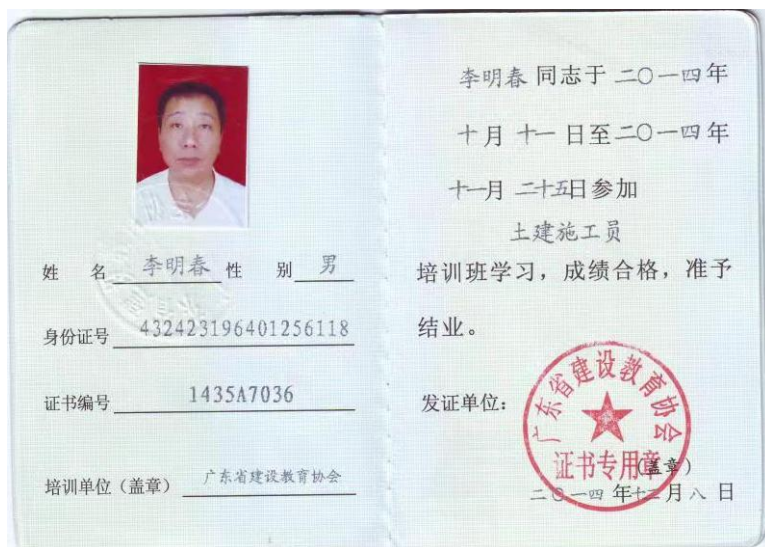 姓 名 李明春 性 别 男
身份证号 432423196401256118
证书编号 1435A7036
培训单位（盖章） 广东省建设教育协会
李明春 同志于 二〇一四年
十月 十一 日至二〇一四 年
十一月 二十五日参加
土建施工员
培训班学习，成绩合格，准予
结业。
发证单位：
广东省建设教育协会
证书专用章
（盖章）
二〇一四 年十二月八 日